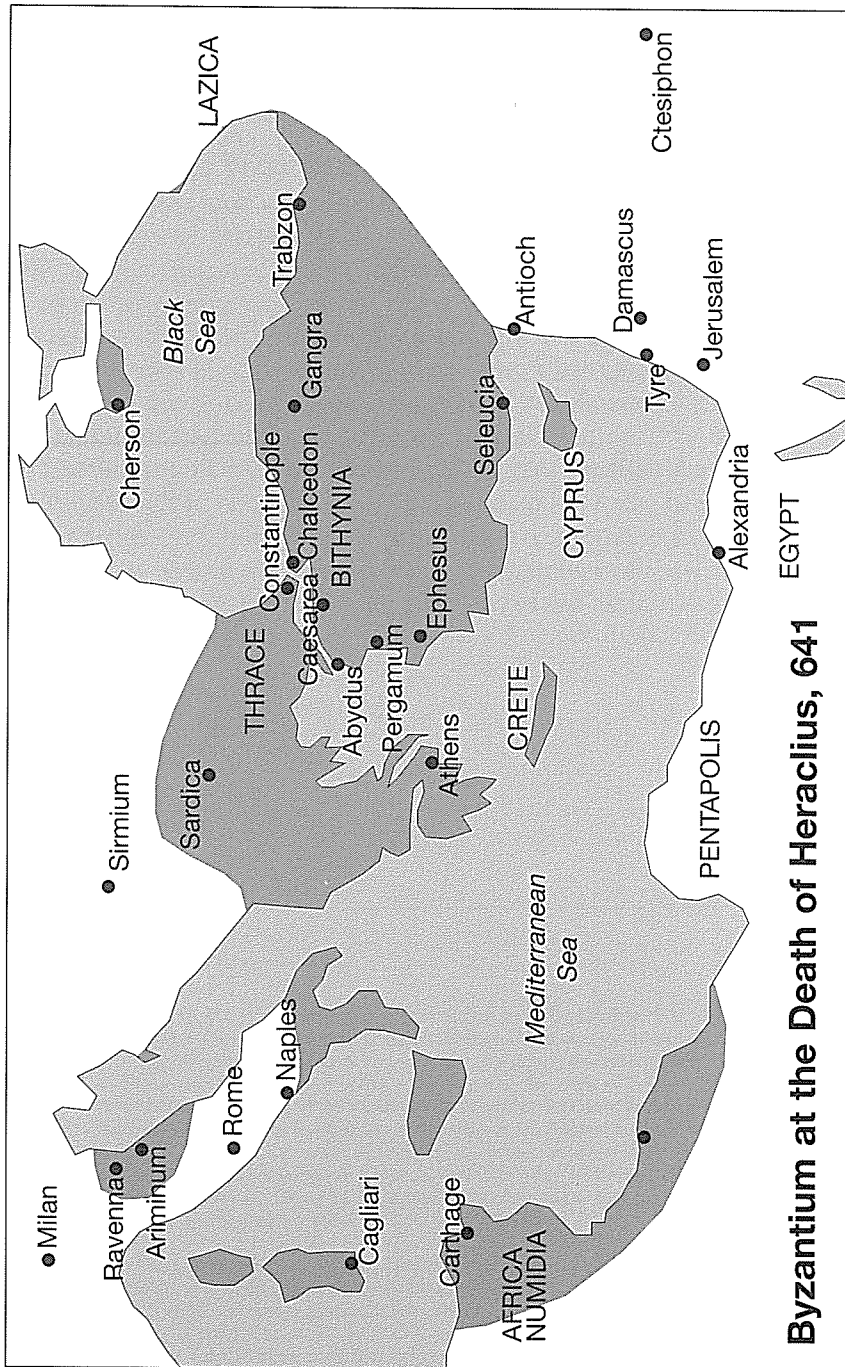 Milan
Ravenna
Ariminum
Rome
Naples
Cagliari
Carthage
AFRICA
NUMIDIA
Sirmium
Sardica
THRACE
Constantinople
Caesarea
Chalcedon
BITHYNIA
Abydus
Pergamum
Ephesus
Athens
CRETE
Mediterranean
Sea
PENTAPOLIS
Cherson
Black
Sea
LAZICA
Trabzon
Gangra
Seleucia
CYPRUS
Antioch
Damascus
Tyre
Jerusalem
Ctesiphon
Alexandria
EGYPT
Byzantium at the Death of Heraclius, 641